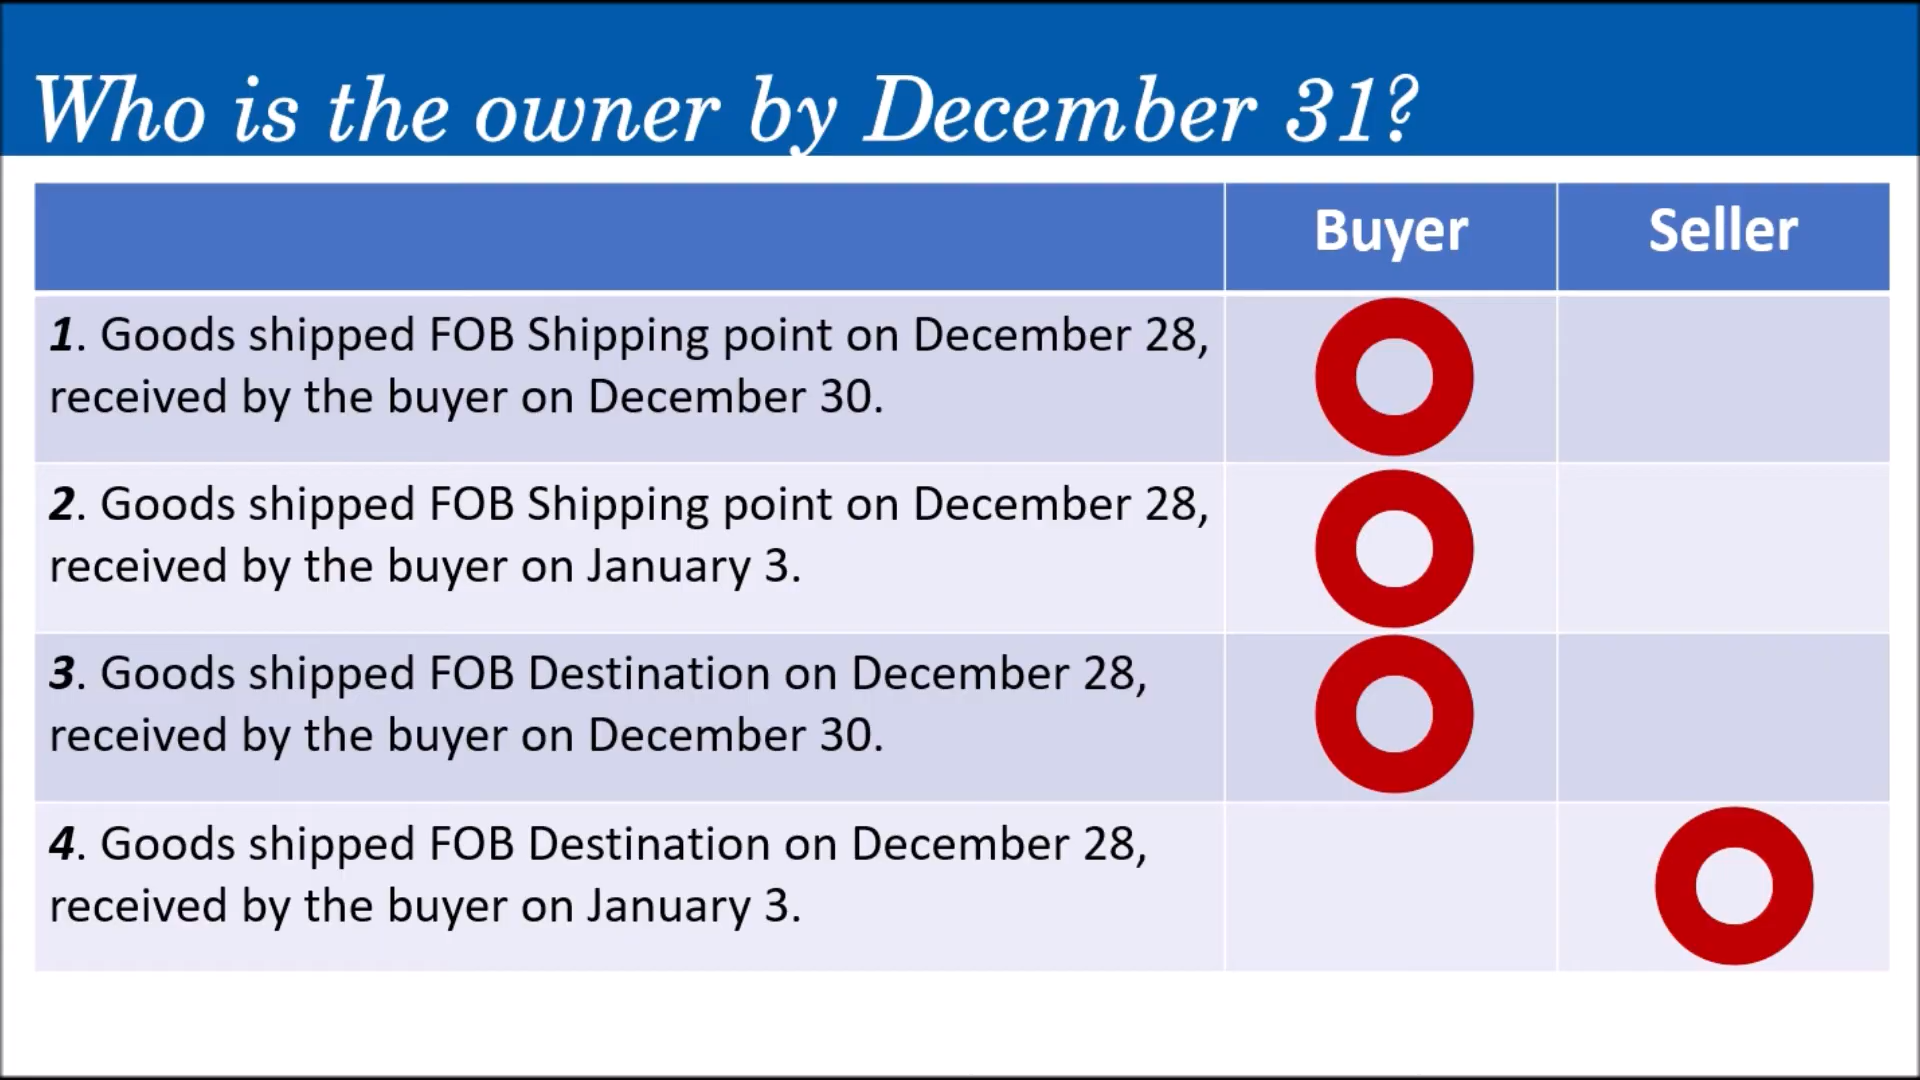 Who is the owner by December 31?
Buyer
Seller
1. Goods shipped FOB Shipping point on December 28,
received by the buyer on December 30.
2. Goods shipped FOB Shipping point on December 28,
received by the buyer on January 3.
3. Goods shipped FOB Destination on December 28,
received by the buyer on December 30.
4. Goods shipped FOB Destination on December 28,
received by the buyer on January 3.